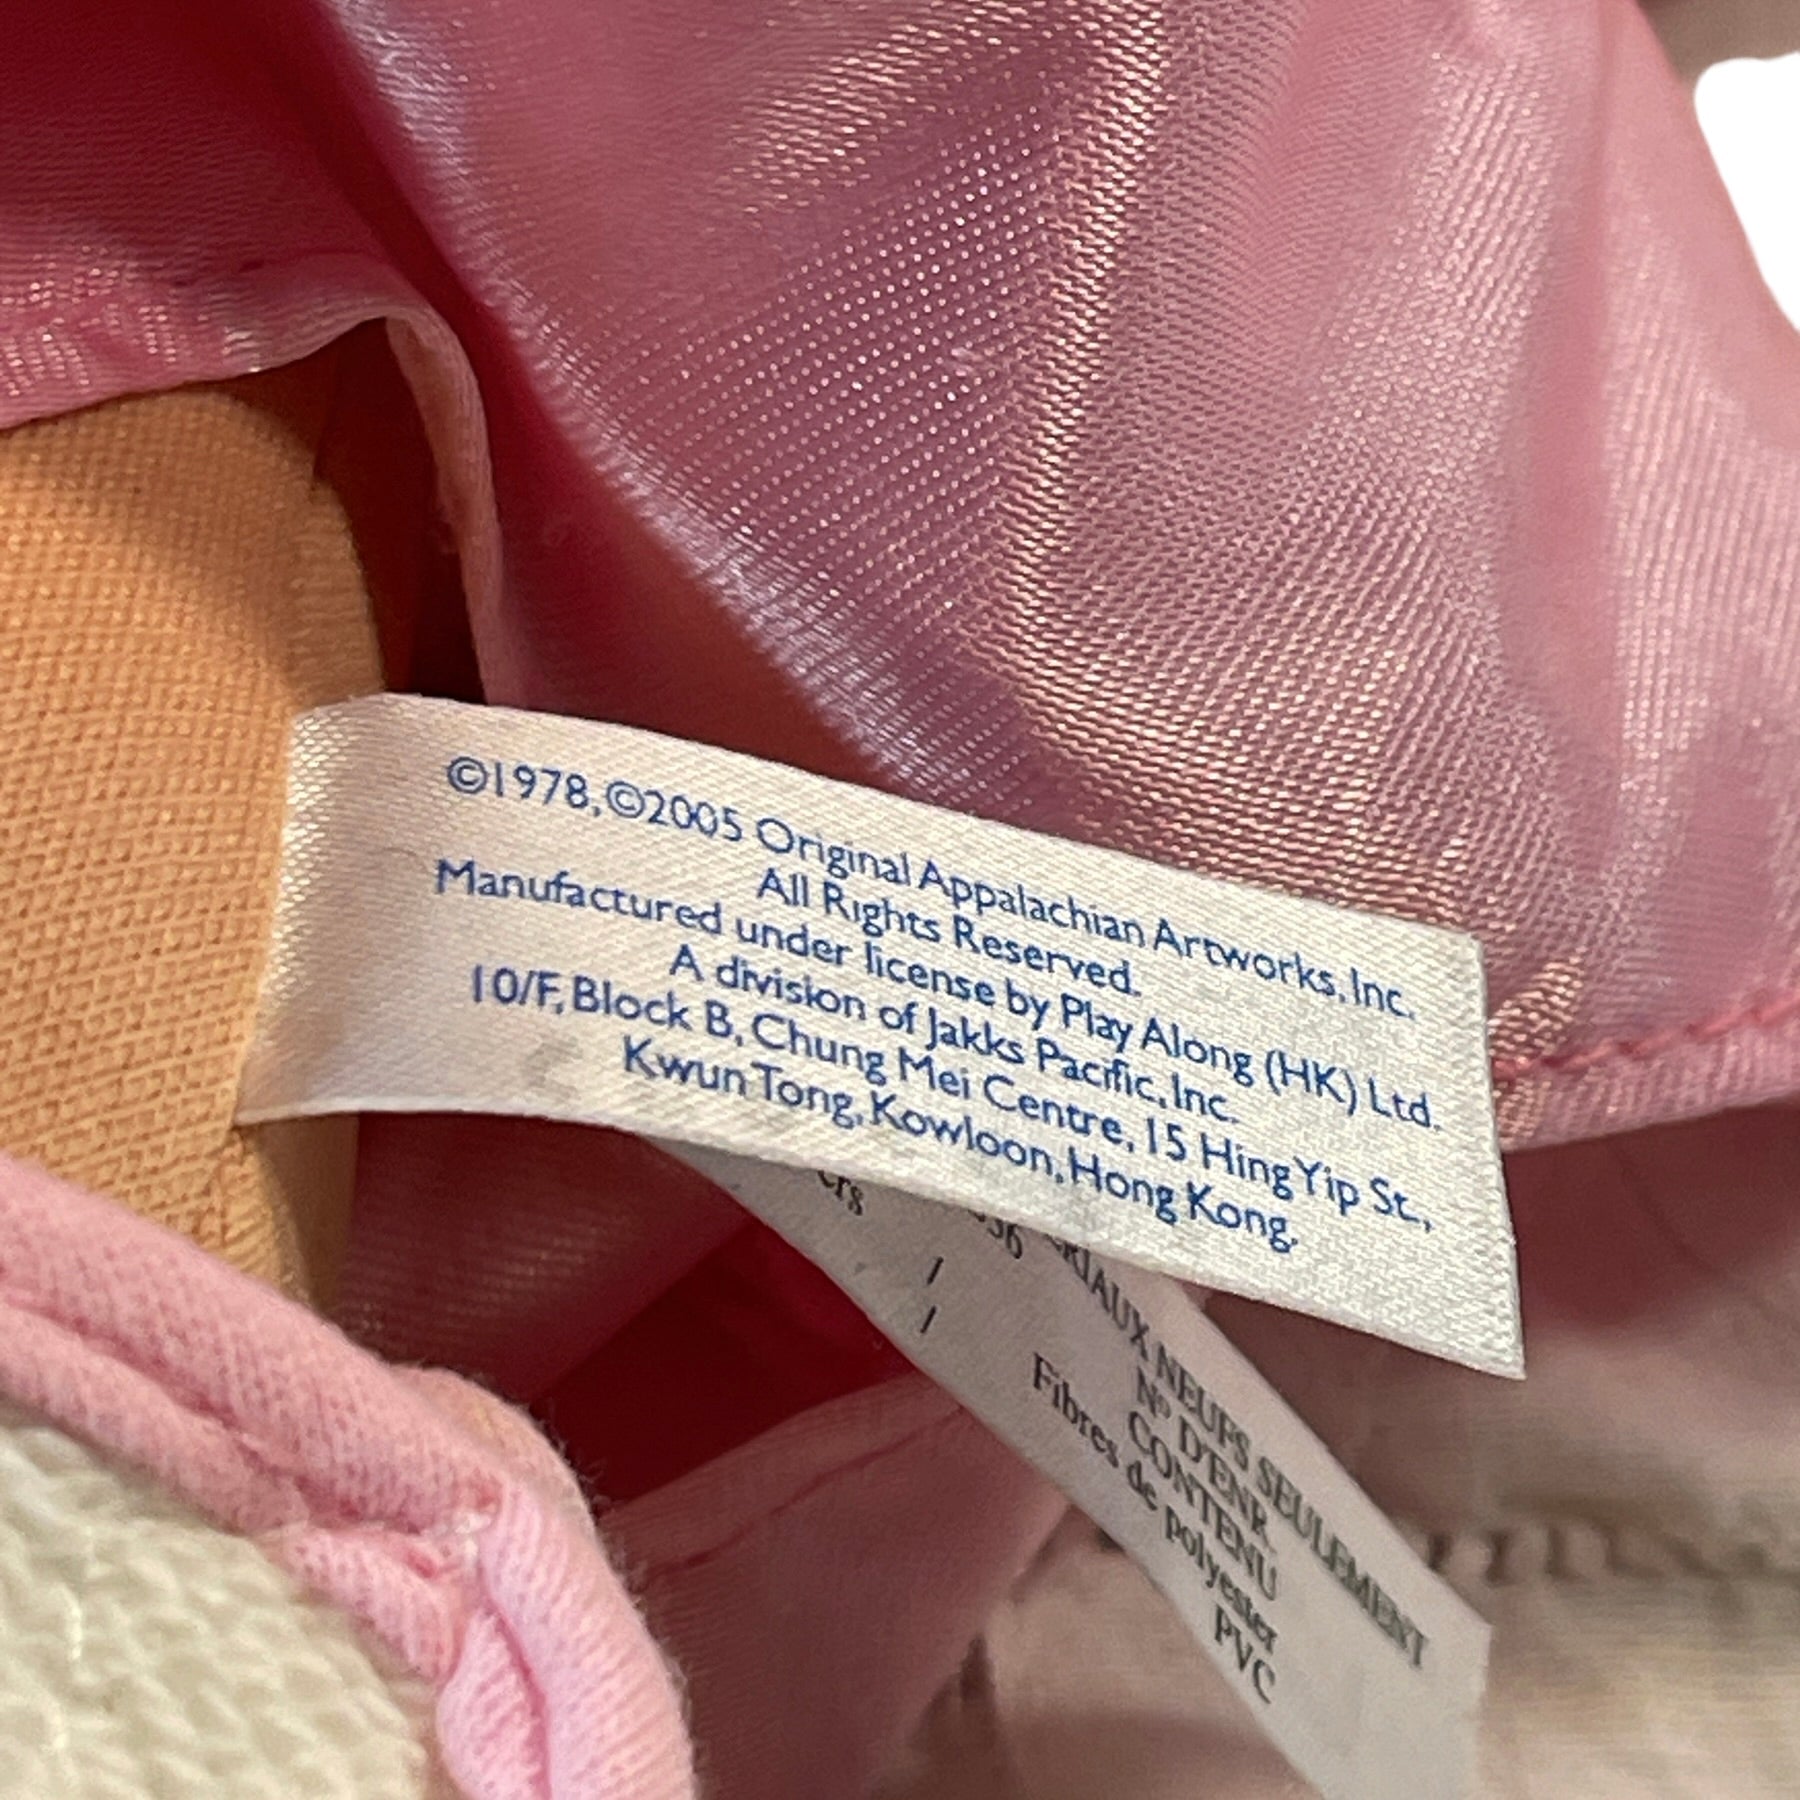 ©1978,©2005 Original Appalachian Artworks, Inc.
All Rights Reserved.
Manufactured under license by Play Along (HK) Ltd.
A division of Jakks Pacific, Inc.
10/F, Block B, Chung Mei Centre, 15 Hing Yip St.,
Kwun Tong, Kowloon, Hong Kong.
NEUFS SEULEMENT
Nº D'ENR
CONTENU
Fibres de polyester
PVC